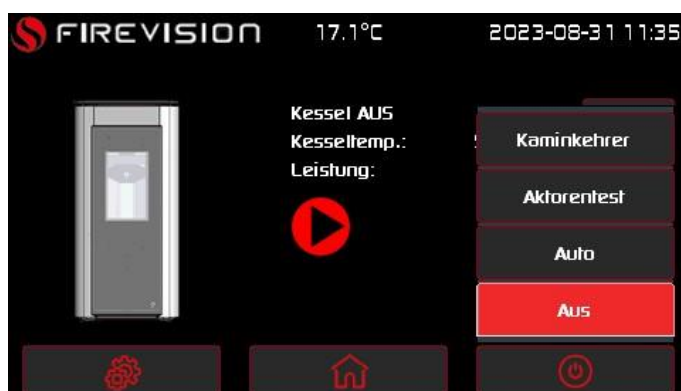 FIREVISION
17.1°C
2023-08-31 11:35
Kessel AUS
Kesseltemp.:
Leistung:
Kaminkehrer
Aktorentest
Auto
Aus